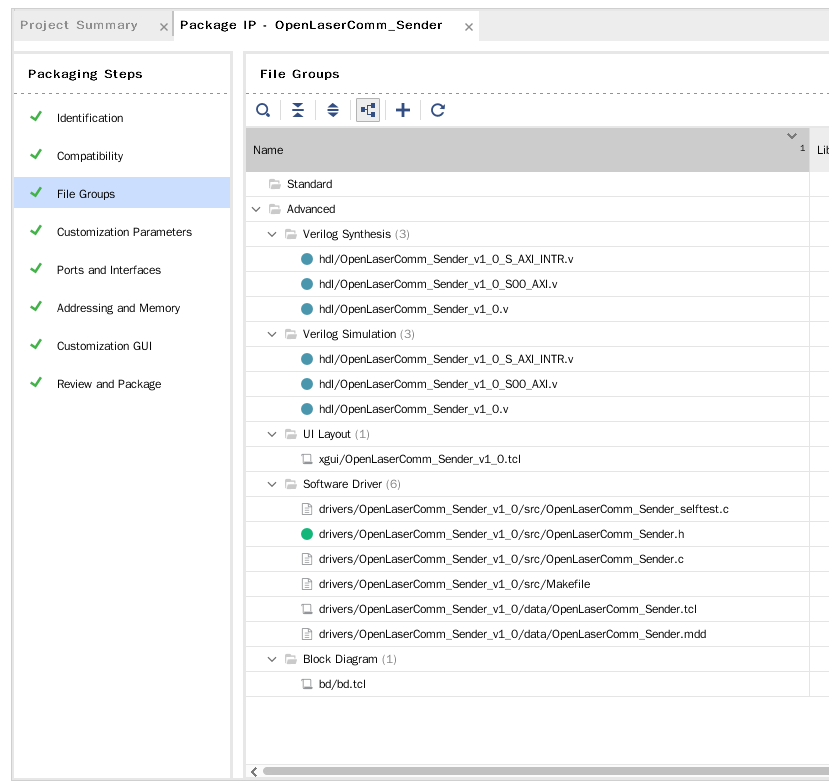 Project Summary
Package IP - OpenLaserComm_Sender
Packaging Steps
Identification
Compatibility
File Groups
Customization Parameters
Ports and Interfaces
Addressing and Memory
Customization GUI
Review and Package
File Groups
Name
1
Lib
Standard
Advanced
Verilog Synthesis (3)
hdl/OpenLaserComm_Sender_v1_0_S_AXI_INTR.v
hdl/OpenLaserComm_Sender_v1_0_S00_AXI.v
hdl/OpenLaserComm_Sender_v1_0.v
Verilog Simulation (3)
hdl/OpenLaserComm_Sender_v1_0_S_AXI_INTR.v
hdl/OpenLaserComm_Sender_v1_0_S00_AXI.v
hdl/OpenLaserComm_Sender_v1_0.v
UI Layout (1)
xgui/OpenLaserComm_Sender_v1_0.tcl
Software Driver (6)
drivers/OpenLaserComm_Sender_v1_0/src/OpenLaserComm_Sender_selftest.c
drivers/OpenLaserComm_Sender_v1_0/src/OpenLaserComm_Sender.h
drivers/OpenLaserComm_Sender_v1_0/src/OpenLaserComm_Sender.c
drivers/OpenLaserComm_Sender_v1_0/src/Makefile
drivers/OpenLaserComm_Sender_v1_0/data/OpenLaserComm_Sender.tcl
drivers/OpenLaserComm_Sender_v1_0/data/OpenLaserComm_Sender.mdd
Block Diagram (1)
bd/bd.tcl